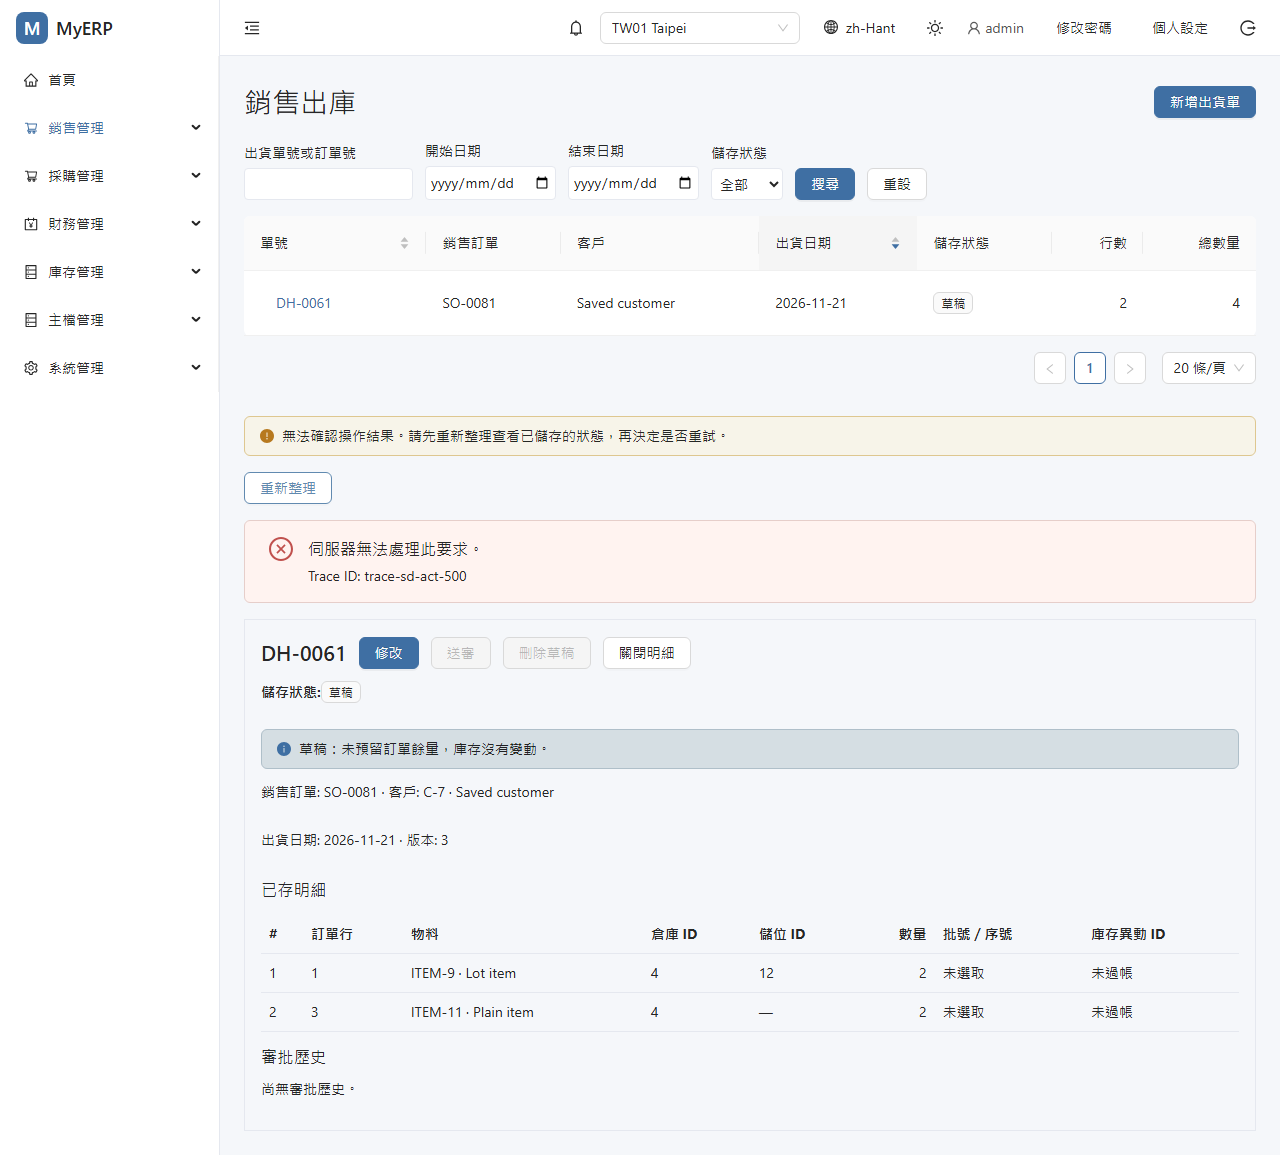 M MyERP
TW01 Taipei
zh-Hant
admin
修改密碼
個人設定
首頁
銷售管理
採購管理
財務管理
庫存管理
主檔管理
系統管理
銷售出庫
新增出貨單
出貨單號或訂單號
開始日期
結束日期
儲存狀態
yyyy/mm/dd
yyyy/mm/dd
全部
搜尋
重設
單號 銷售訂單 客戶 出貨日期 儲存狀態 行數 總數量
DH-0061 SO-0081 Saved customer 2026-11-21 草稿 2 4
1
20 條/頁
無法確認操作結果。請先重新整理查看已儲存的狀態，再決定是否重試。
重新整理
伺服器無法處理此要求。
Trace ID: trace-sd-act-500
DH-0061 修改 送審 刪除草稿 關閉明細
儲存狀態: 草稿
草稿：未預留訂單餘量，庫存沒有變動。
銷售訂單: SO-0081 · 客戶: C-7 · Saved customer
出貨日期: 2026-11-21 · 版本: 3
已存明細
# 訂單行 物料 倉庫 ID 儲位 ID 數量 批號 / 序號 庫存異動 ID
1 1 ITEM-9 · Lot item 4 12 2 未選取 未過帳
2 3 ITEM-11 · Plain item 4 — 2 未選取 未過帳
審批歷史
尚無審批歷史。